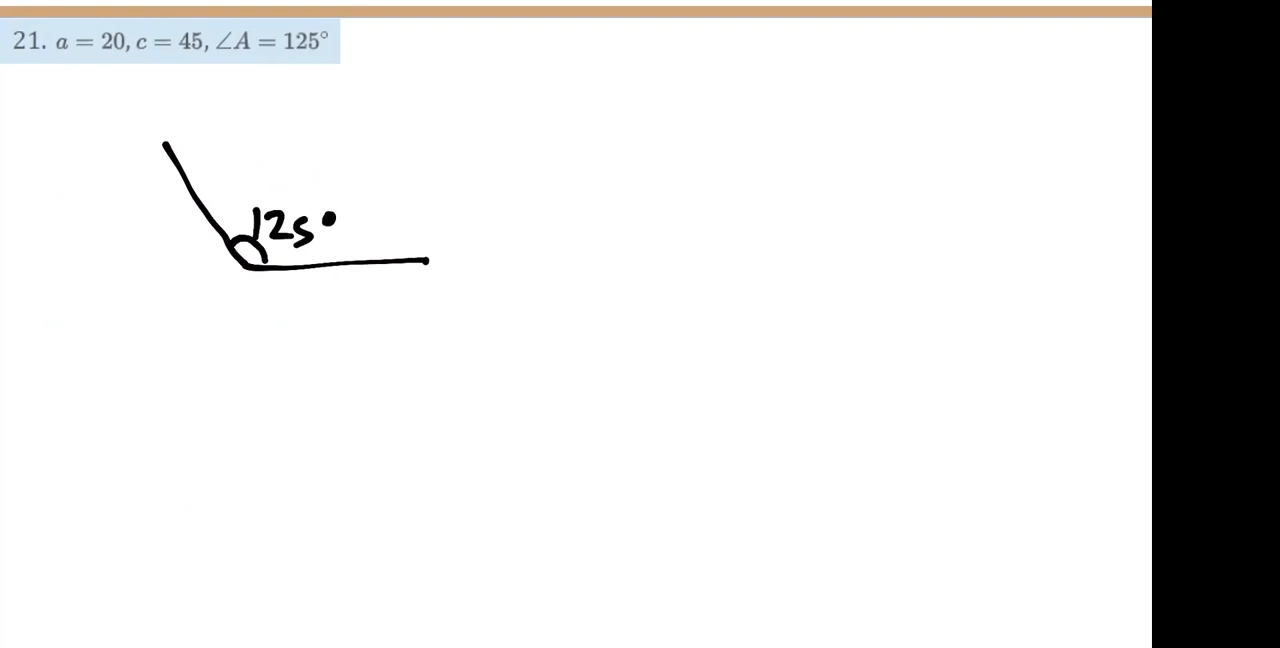 21. a = 20, c = 45, ∠A = 125°
125°